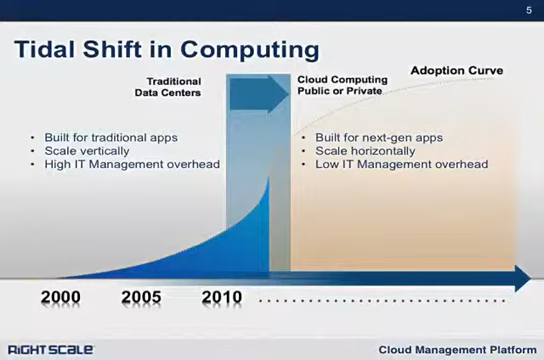 5
Tidal Shift in Computing
Traditional
Data Centers
Cloud Computing
Public or Private
Adoption Curve
• Built for traditional apps
• Scale vertically
• High IT Management overhead
• Built for next-gen apps
• Scale horizontally
• Low IT Management overhead
2000 2005 2010
RIGHTSCALE
Cloud Management Platform